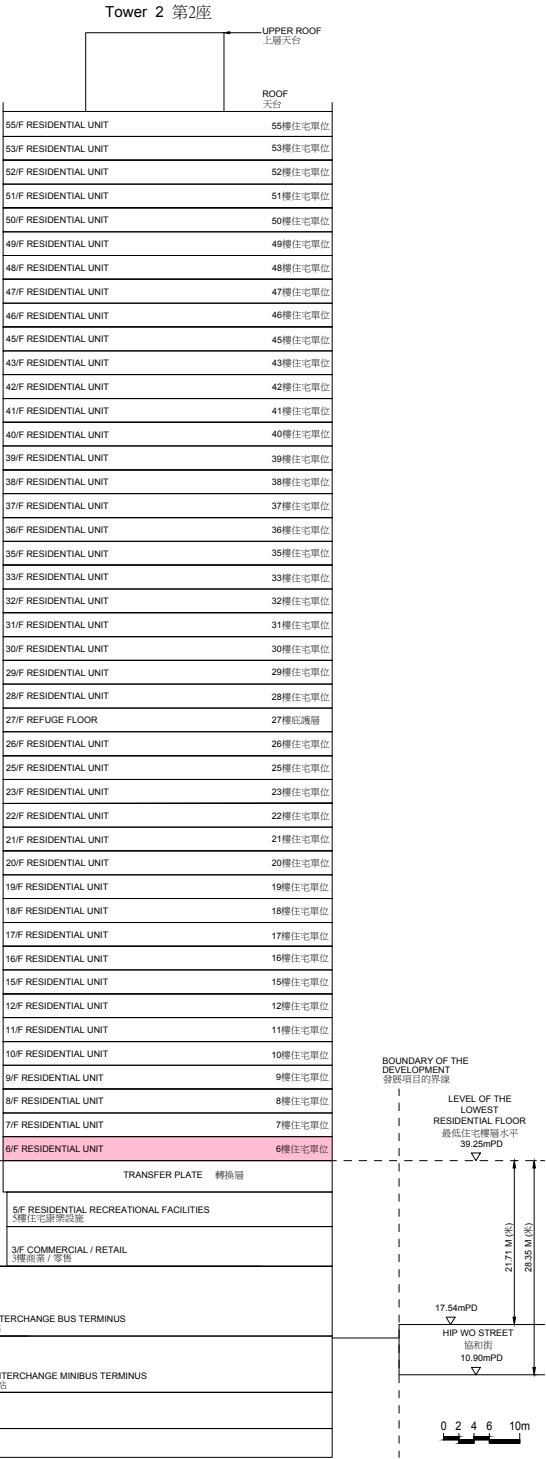 Tower 2 第2座
UPPER ROOF
上層天台
ROOF
天台
55/F RESIDENTIAL UNIT 55樓住宅單位
53/F RESIDENTIAL UNIT 53樓住宅單位
52/F RESIDENTIAL UNIT 52樓住宅單位
51/F RESIDENTIAL UNIT 51樓住宅單位
50/F RESIDENTIAL UNIT 50樓住宅單位
49/F RESIDENTIAL UNIT 49樓住宅單位
48/F RESIDENTIAL UNIT 48樓住宅單位
47/F RESIDENTIAL UNIT 47樓住宅單位
46/F RESIDENTIAL UNIT 46樓住宅單位
45/F RESIDENTIAL UNIT 45樓住宅單位
43/F RESIDENTIAL UNIT 43樓住宅單位
42/F RESIDENTIAL UNIT 42樓住宅單位
41/F RESIDENTIAL UNIT 41樓住宅單位
40/F RESIDENTIAL UNIT 40樓住宅單位
39/F RESIDENTIAL UNIT 39樓住宅單位
38/F RESIDENTIAL UNIT 38樓住宅單位
37/F RESIDENTIAL UNIT 37樓住宅單位
36/F RESIDENTIAL UNIT 36樓住宅單位
35/F RESIDENTIAL UNIT 35樓住宅單位
33/F RESIDENTIAL UNIT 33樓住宅單位
32/F RESIDENTIAL UNIT 32樓住宅單位
31/F RESIDENTIAL UNIT 31樓住宅單位
30/F RESIDENTIAL UNIT 30樓住宅單位
29/F RESIDENTIAL UNIT 29樓住宅單位
28/F RESIDENTIAL UNIT 28樓住宅單位
27/F REFUGE FLOOR 27樓庇護層
26/F RESIDENTIAL UNIT 26樓住宅單位
25/F RESIDENTIAL UNIT 25樓住宅單位
23/F RESIDENTIAL UNIT 23樓住宅單位
22/F RESIDENTIAL UNIT 22樓住宅單位
21/F RESIDENTIAL UNIT 21樓住宅單位
20/F RESIDENTIAL UNIT 20樓住宅單位
19/F RESIDENTIAL UNIT 19樓住宅單位
18/F RESIDENTIAL UNIT 18樓住宅單位
17/F RESIDENTIAL UNIT 17樓住宅單位
16/F RESIDENTIAL UNIT 16樓住宅單位
15/F RESIDENTIAL UNIT 15樓住宅單位
12/F RESIDENTIAL UNIT 12樓住宅單位
11/F RESIDENTIAL UNIT 11樓住宅單位
10/F RESIDENTIAL UNIT 10樓住宅單位
9/F RESIDENTIAL UNIT 9樓住宅單位
8/F RESIDENTIAL UNIT 8樓住宅單位
7/F RESIDENTIAL UNIT 7樓住宅單位
6/F RESIDENTIAL UNIT 6樓住宅單位
TRANSFER PLATE 轉換層
5/F RESIDENTIAL RECREATIONAL FACILITIES
5樓住宅康樂設施
3/F COMMERCIAL / RETAIL
3樓商業 / 零售
TERCHANGE BUS TERMINUS
NTERCHANGE MINIBUS TERMINUS
站
BOUNDARY OF THE
DEVELOPMENT
發展項目的界線
LEVEL OF THE
LOWEST
RESIDENTIAL FLOOR
最低住宅樓層水平
39.25mPD
21.71 M (米)
28.35 M (米)
17.54mPD
HIP WO STREET
協和街
10.90mPD
0 2 4 6 10m